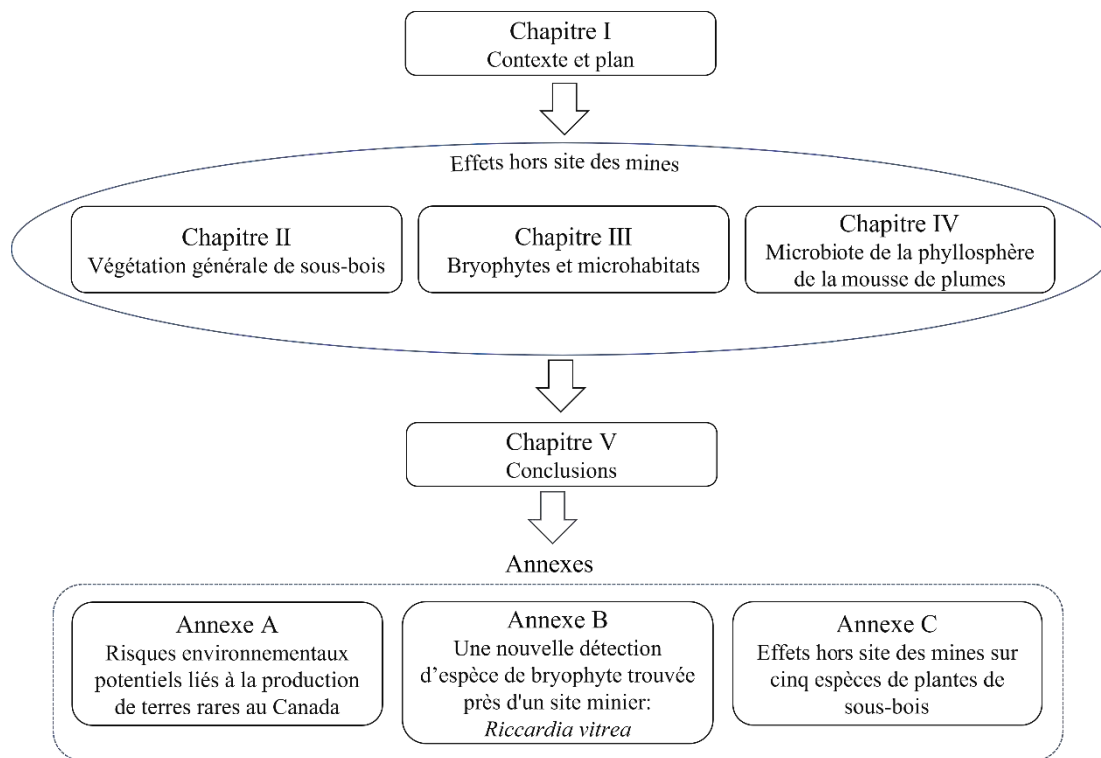 Chapitre I
Contexte et plan
Effets hors site des mines
Chapitre II
Végétation générale de sous-bois
Chapitre III
Bryophytes et microhabitats
Chapitre IV
Microbiote de la phyllosphère
de la mousse de plumes
Chapitre V
Conclusions
Annexes
Annexe A
Risques environnementaux
potentiels liés à la production
de terres rares au Canada
Annexe B
Une nouvelle détection
d’espèce de bryophyte trouvée
près d'un site minier:
Riccardia vitrea
Annexe C
Effets hors site des mines sur
cinq espèces de plantes de
sous-bois